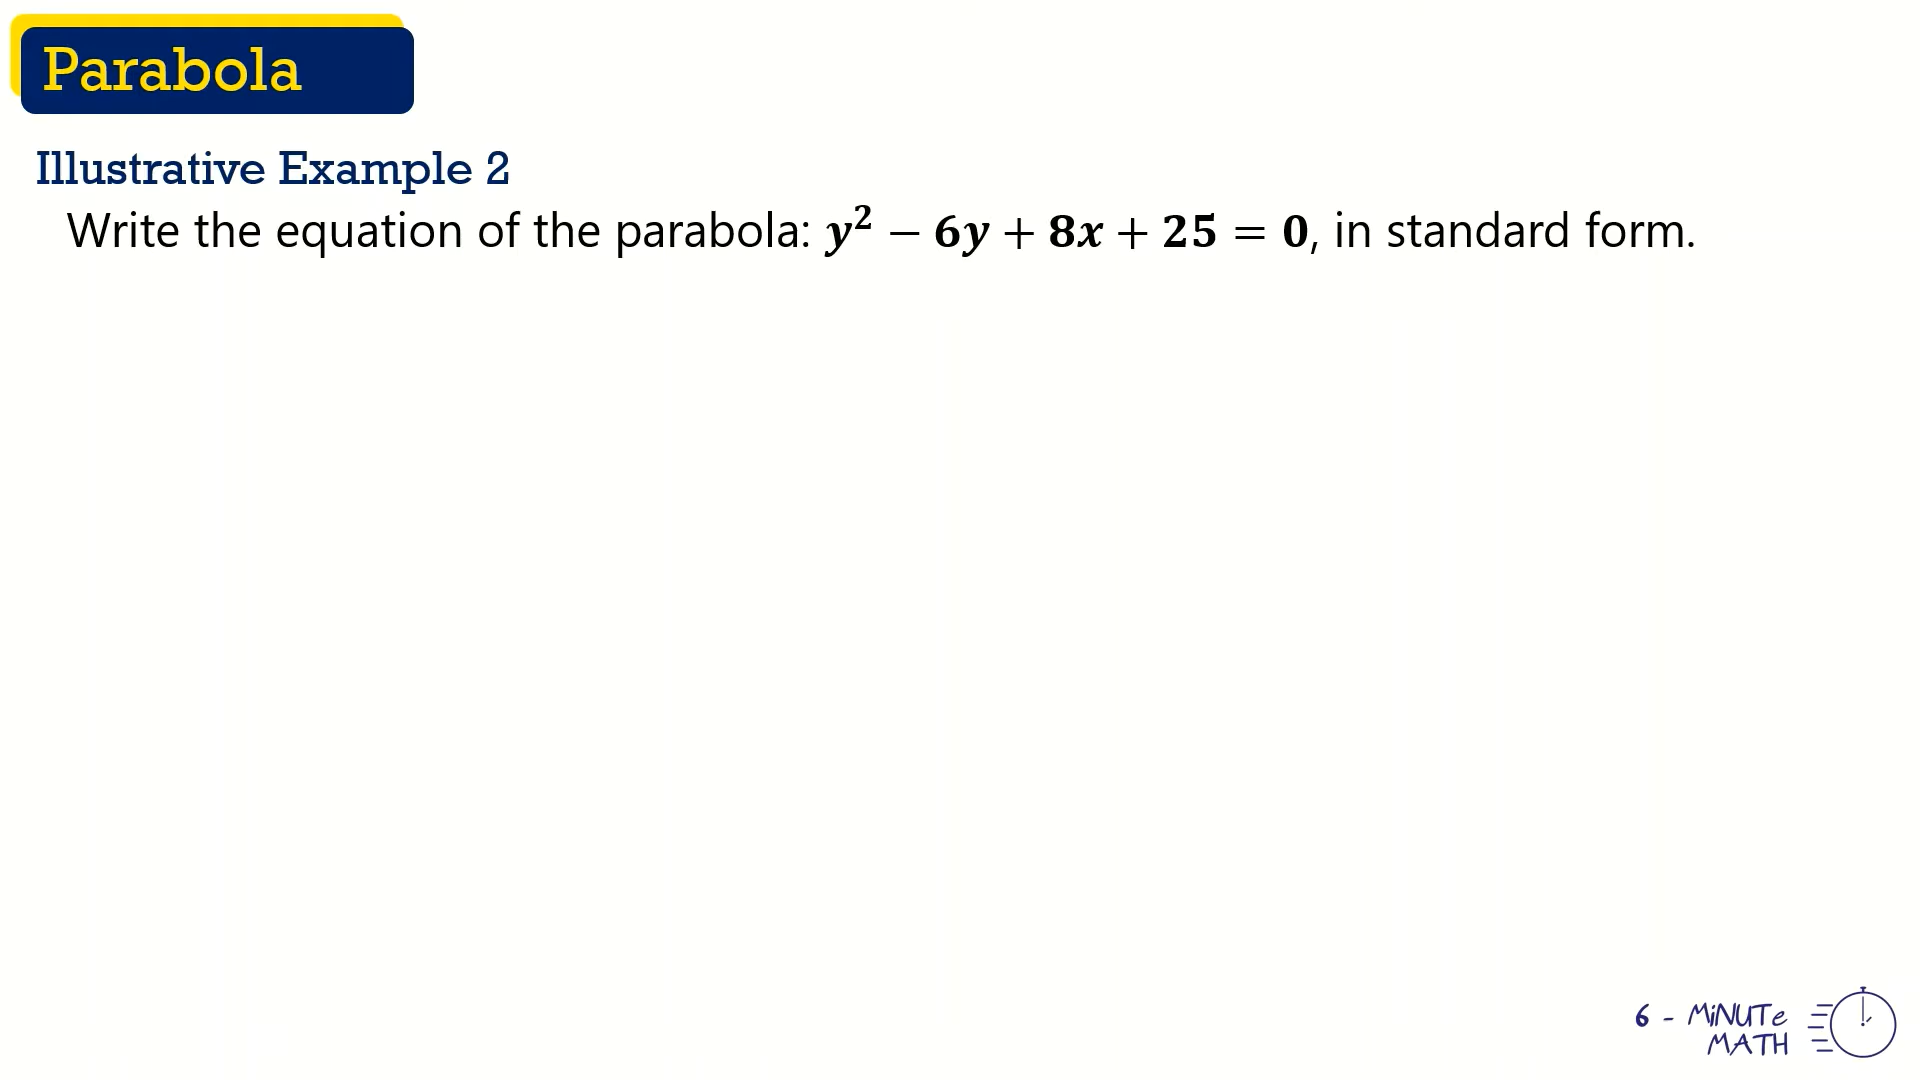 Parabola
Illustrative Example 2
Write the equation of the parabola: y² − 6y + 8x + 25 = 0, in standard form.
6 - MiNUTe
MATH